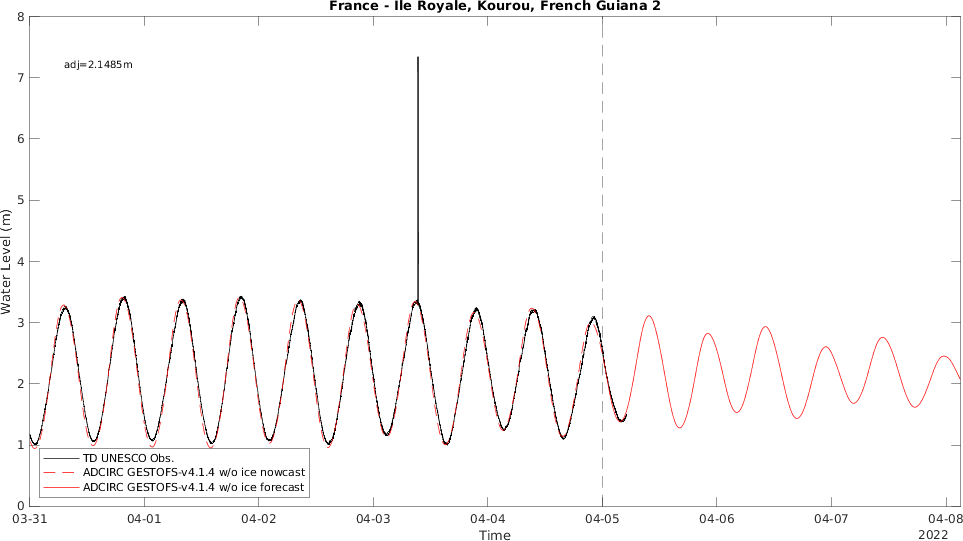 France - Ile Royale, Kourou, French Guiana 2
8
7
6
5
4
3
2
1
0
Water Level (m)
adj=2.1485m
TD UNESCO Obs.
ADCIRC GESTOFS-v4.1.4 w/o ice nowcast
ADCIRC GESTOFS-v4.1.4 w/o ice forecast
03-31 04-01 04-02 04-03 04-04 04-05 04-06 04-07 04-08
Time
2022